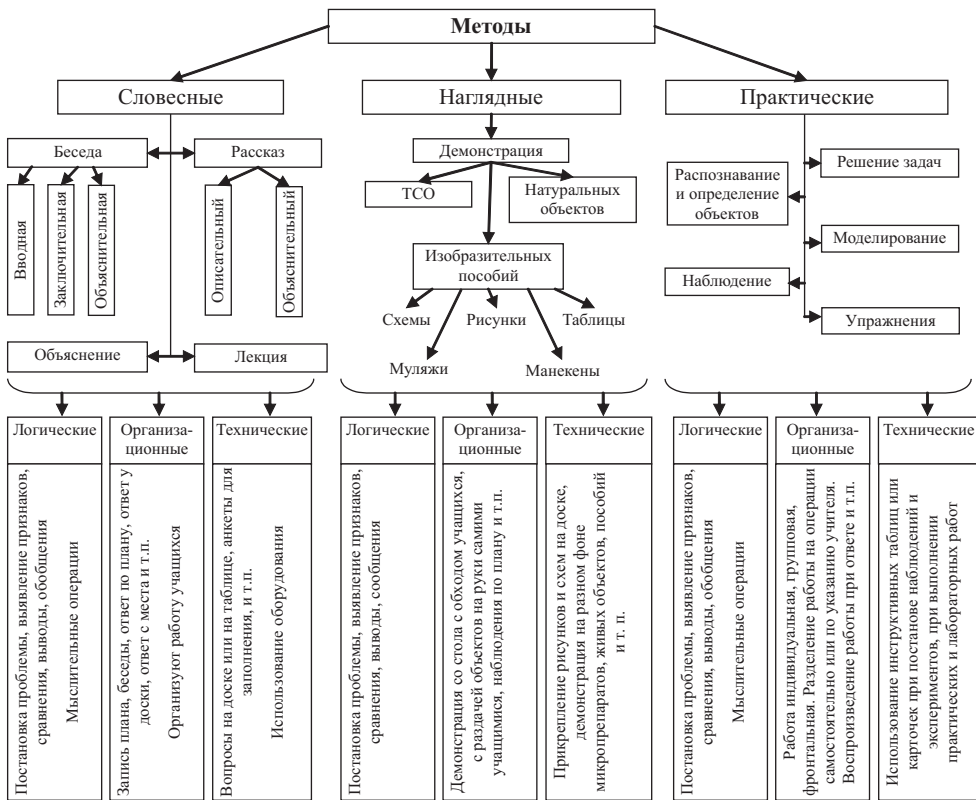 Методы
Словесные
Наглядные
Практические
Беседа
Рассказ
Вводная
Заключительная
Объяснительная
Описательный
Объяснительный
Объяснение
Лекция
Демонстрация
ТСО
Натуральных
объектов
Изобразительных
пособий
Схемы
Рисунки
Таблицы
Муляжи
Манекены
Решение задач
Распознавание
и определение
объектов
Моделирование
Наблюдение
Упражнения
Логические
Постановка проблемы, выявление признаков,
сравнения, выводы, обобщения
Мыслительные операции
Организа-
ционные
Запись плана, беседы, ответ по плану, ответ у
доски, ответ с места и т.п.
Организуют работу учащихся
Технические
Вопросы на доске или на таблице, анкеты для
заполнения, и т.п.
Использование оборудования
Логические
Постановка проблемы, выявление признаков,
сравнения, выводы, сообщения
Организа-
ционные
Демонстрация со стола с обходом учащихся,
с раздачей объектов на руки самими
учащимися, наблюдения по плану и т.п.
Технические
Прикрепление рисунков и схем на доске,
демонстрация на разном фоне
микропрепаратов, живых объектов, пособий
и т. п.
Логические
Постановка проблемы, выявление признаков,
сравнения, выводы, обобщения
Мыслительные операции
Организа-
ционные
Работа индивидуальная, групповая,
фронтальная. Разделение работы на операции
самостоятельно или по указанию учителя.
Воспроизведение работы при ответе и т.п.
Технические
Использование инструктивных таблиц или
карточек при постановке наблюдений и
экспериментов, при выполнении
практических и лабораторных работ